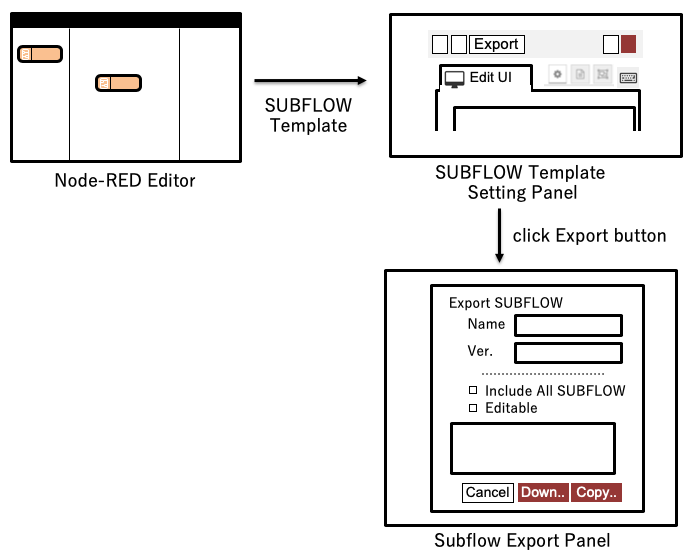 Export
Edit UI
SUBFLOW
Template
Node-RED Editor
SUBFLOW Template
Setting Panel
click Export button
Export SUBFLOW
Name
Ver.
Include All SUBFLOW
Editable
Cancel
Down..
Copy..
Subflow Export Panel